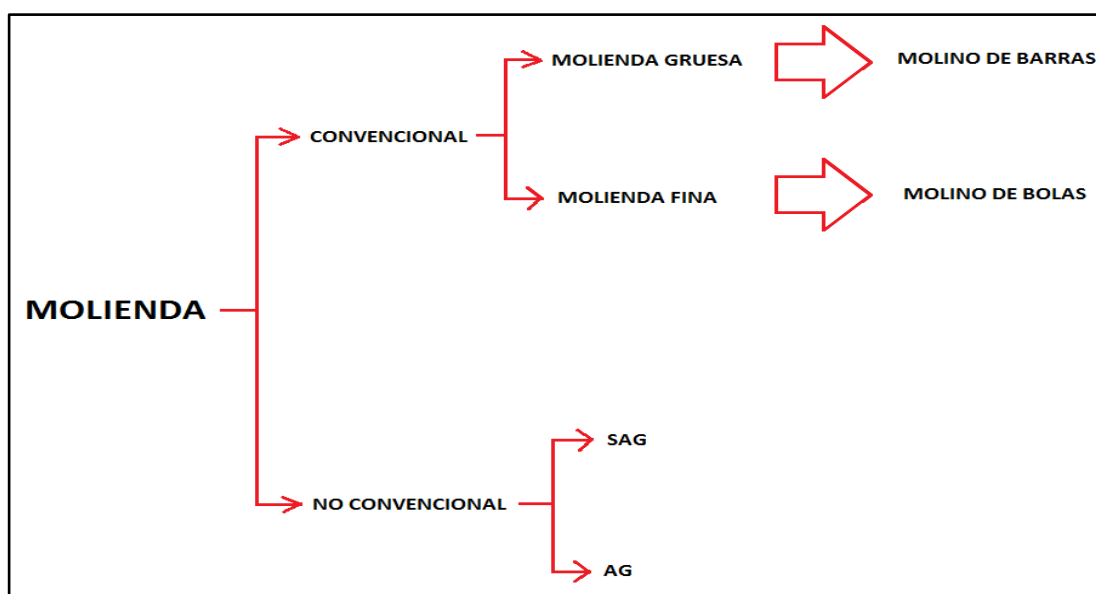 MOLIENDA GRUESA
MOLINO DE BARRAS
CONVENCIONAL
MOLIENDA FINA
MOLINO DE BOLAS
MOLIENDA
SAG
NO CONVENCIONAL
AG